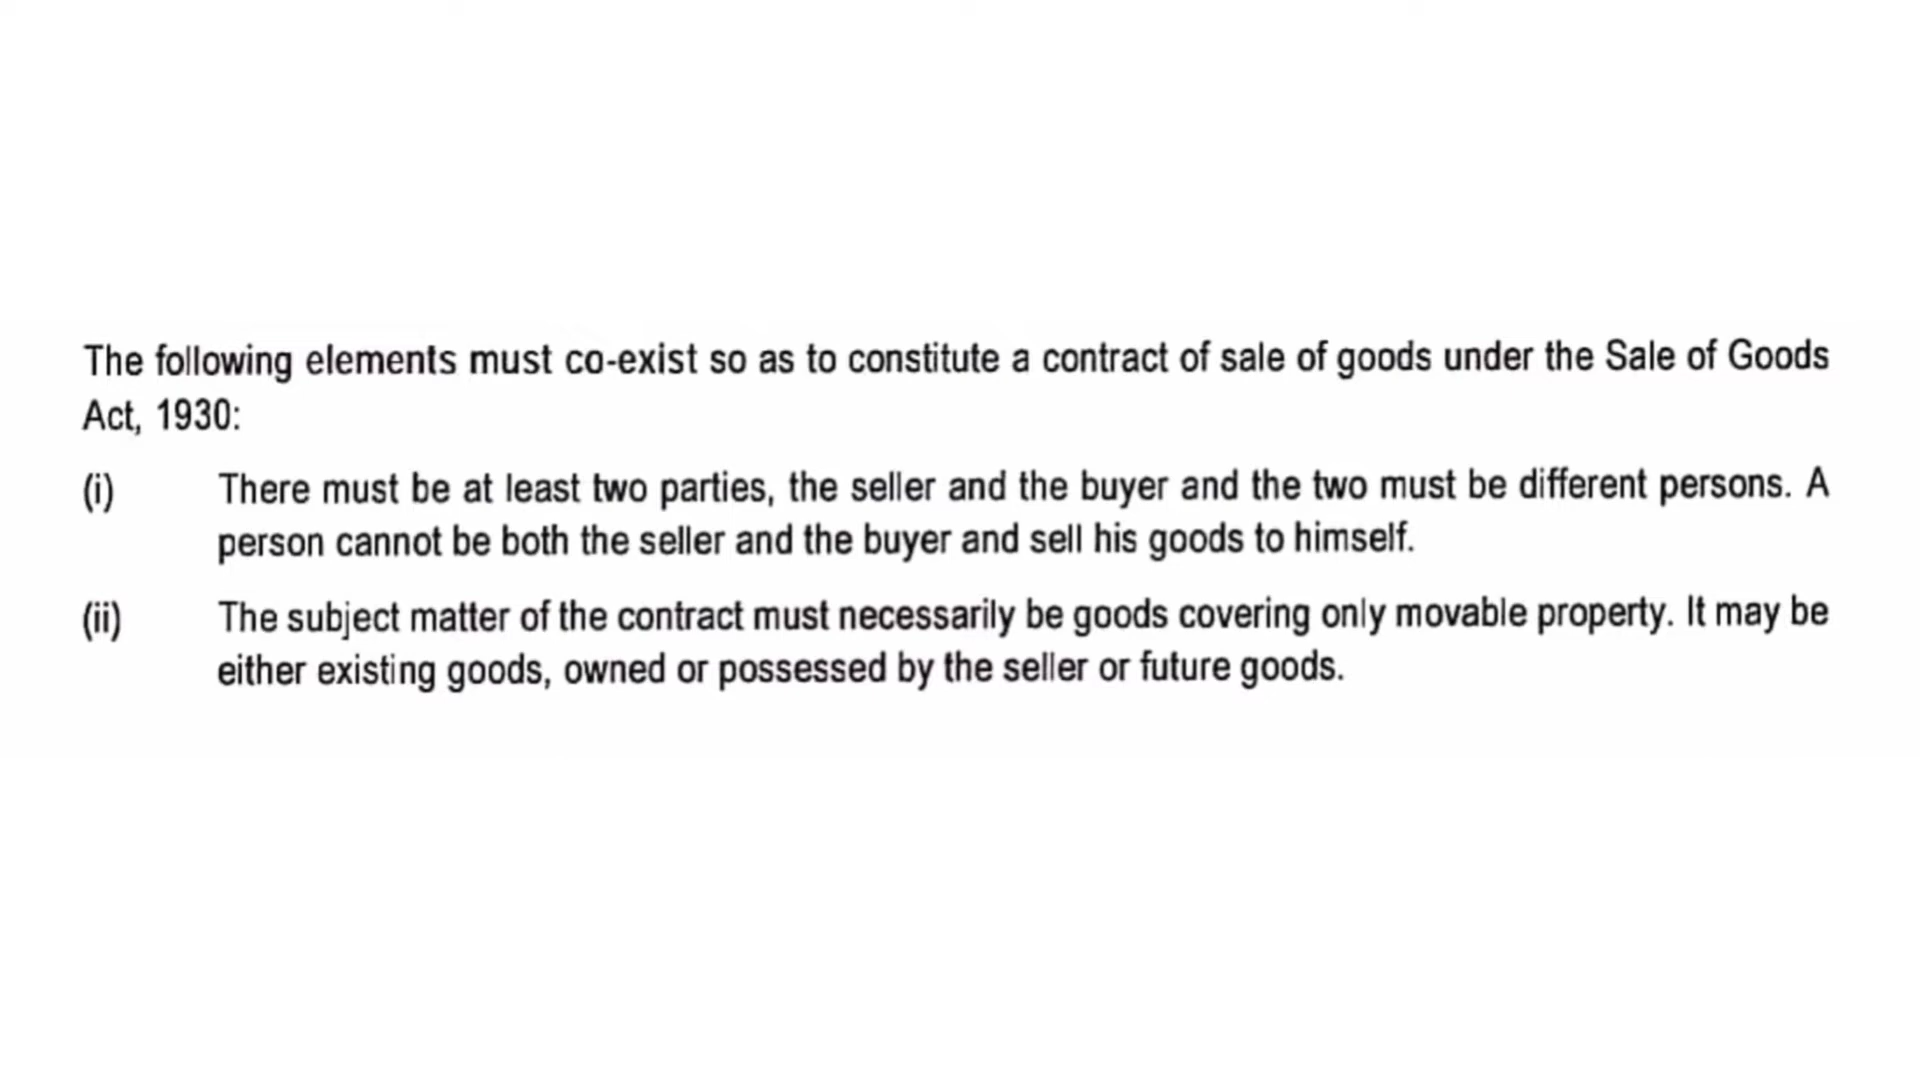 The following elements must co-exist so as to constitute a contract of sale of goods under the Sale of Goods
Act, 1930:
(i) There must be at least two parties, the seller and the buyer and the two must be different persons. A
person cannot be both the seller and the buyer and sell his goods to himself.
(ii) The subject matter of the contract must necessarily be goods covering only movable property. It may be
either existing goods, owned or possessed by the seller or future goods.